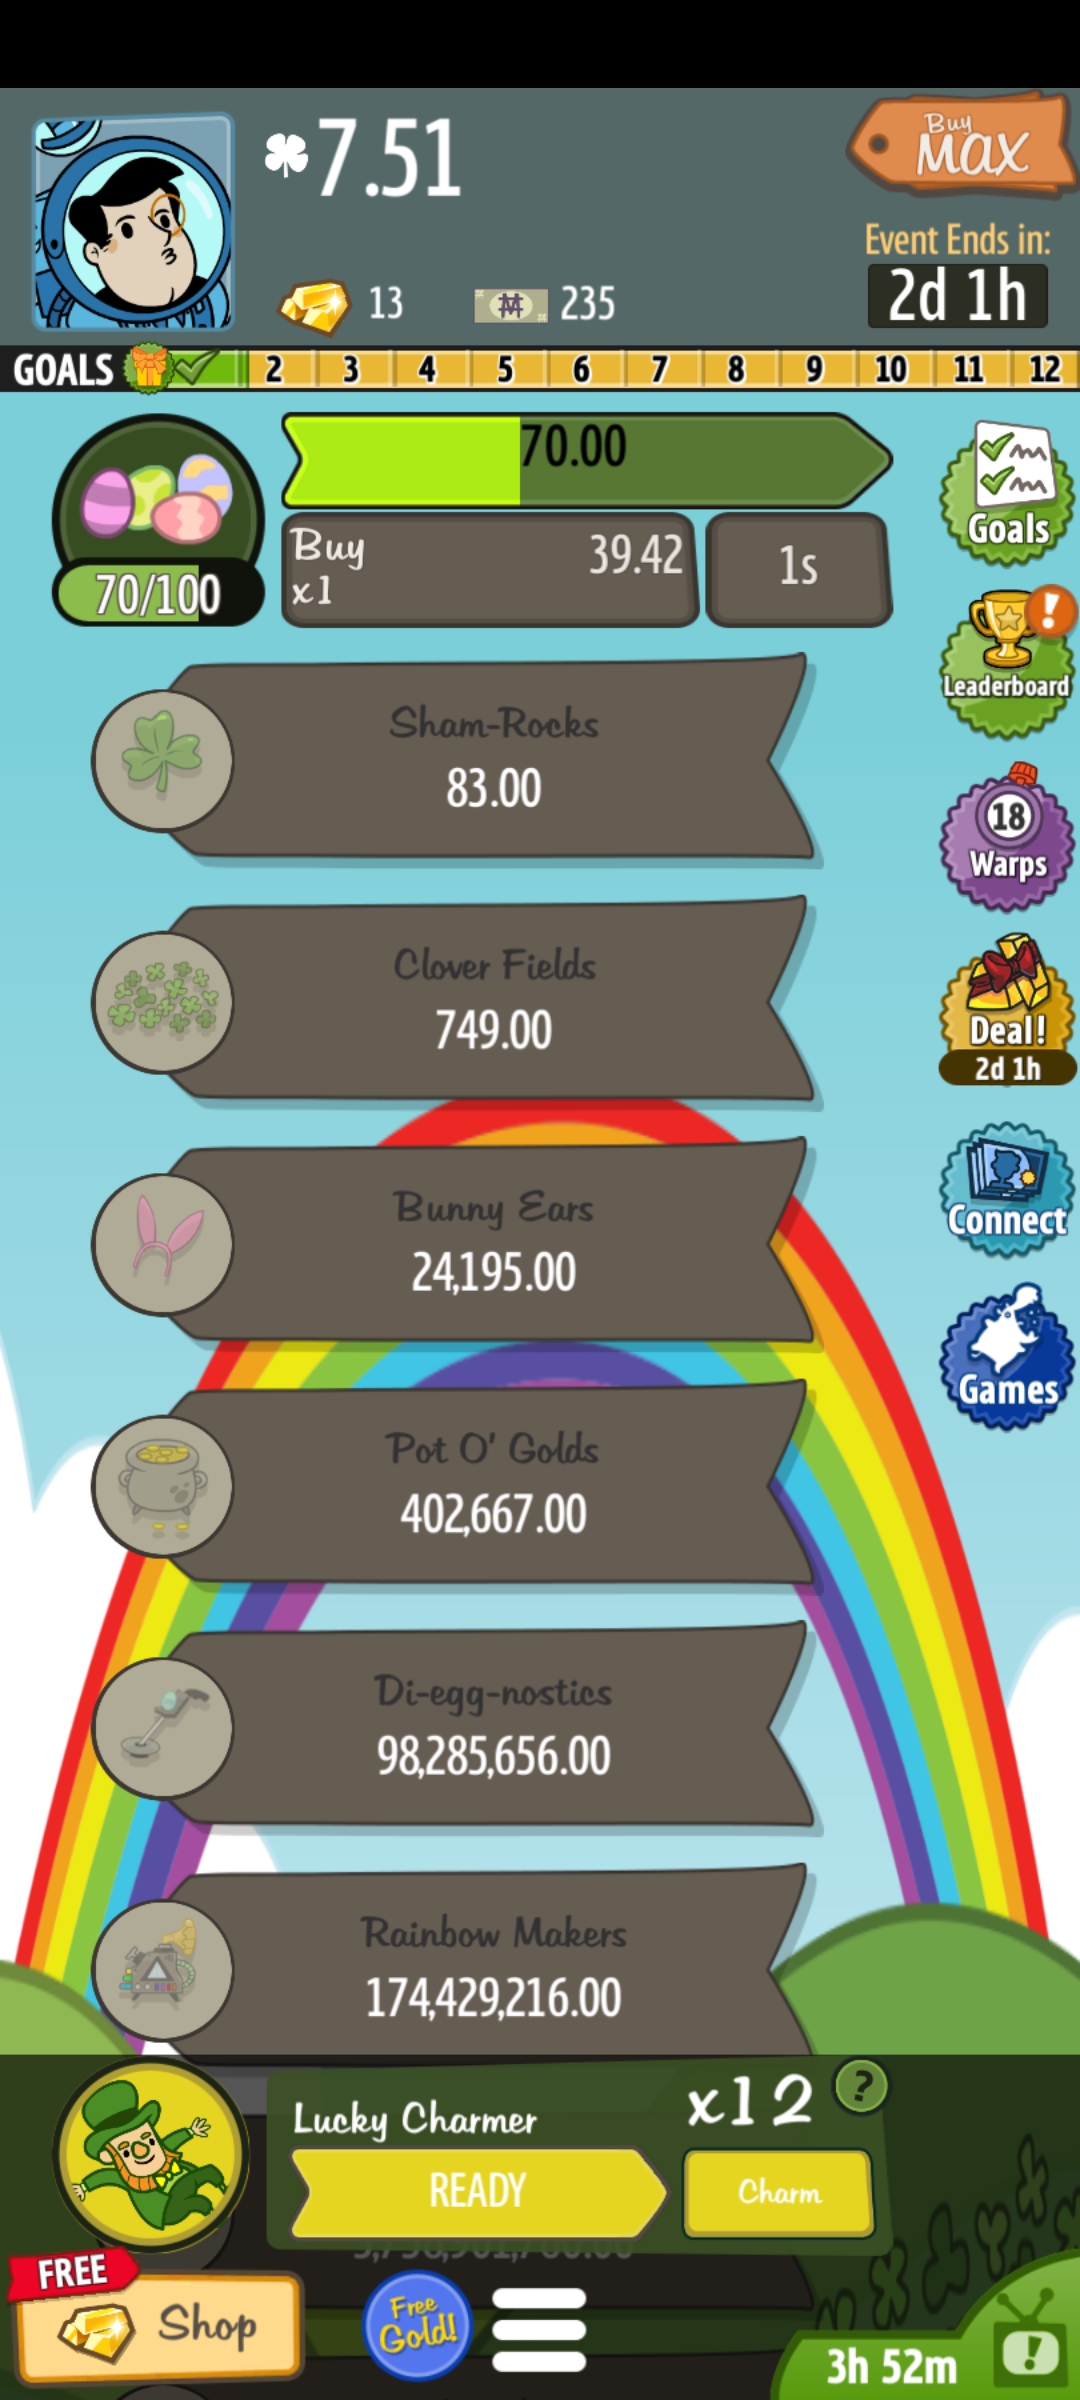 7.51
Buy
MAX
Event Ends in:
2d 1h
13
235
GOALS 2 3 4 5 6 7 8 9 10 11 12
70.00
70/100
Buy
x1
39.42
1s
Goals
Sham-Rocks
83.00
Leaderboard
18
Warps
Clover Fields
749.00
Deal!
2d 1h
Bunny Ears
24,195.00
Connect
Games
Pot O' Golds
402,667.00
Di-egg-nostics
98,285,656.00
Rainbow Makers
174,429,216.00
Lucky Charmer
x12
?
READY
Charm
FREE
Shop
Free
Gold!
3h 52m